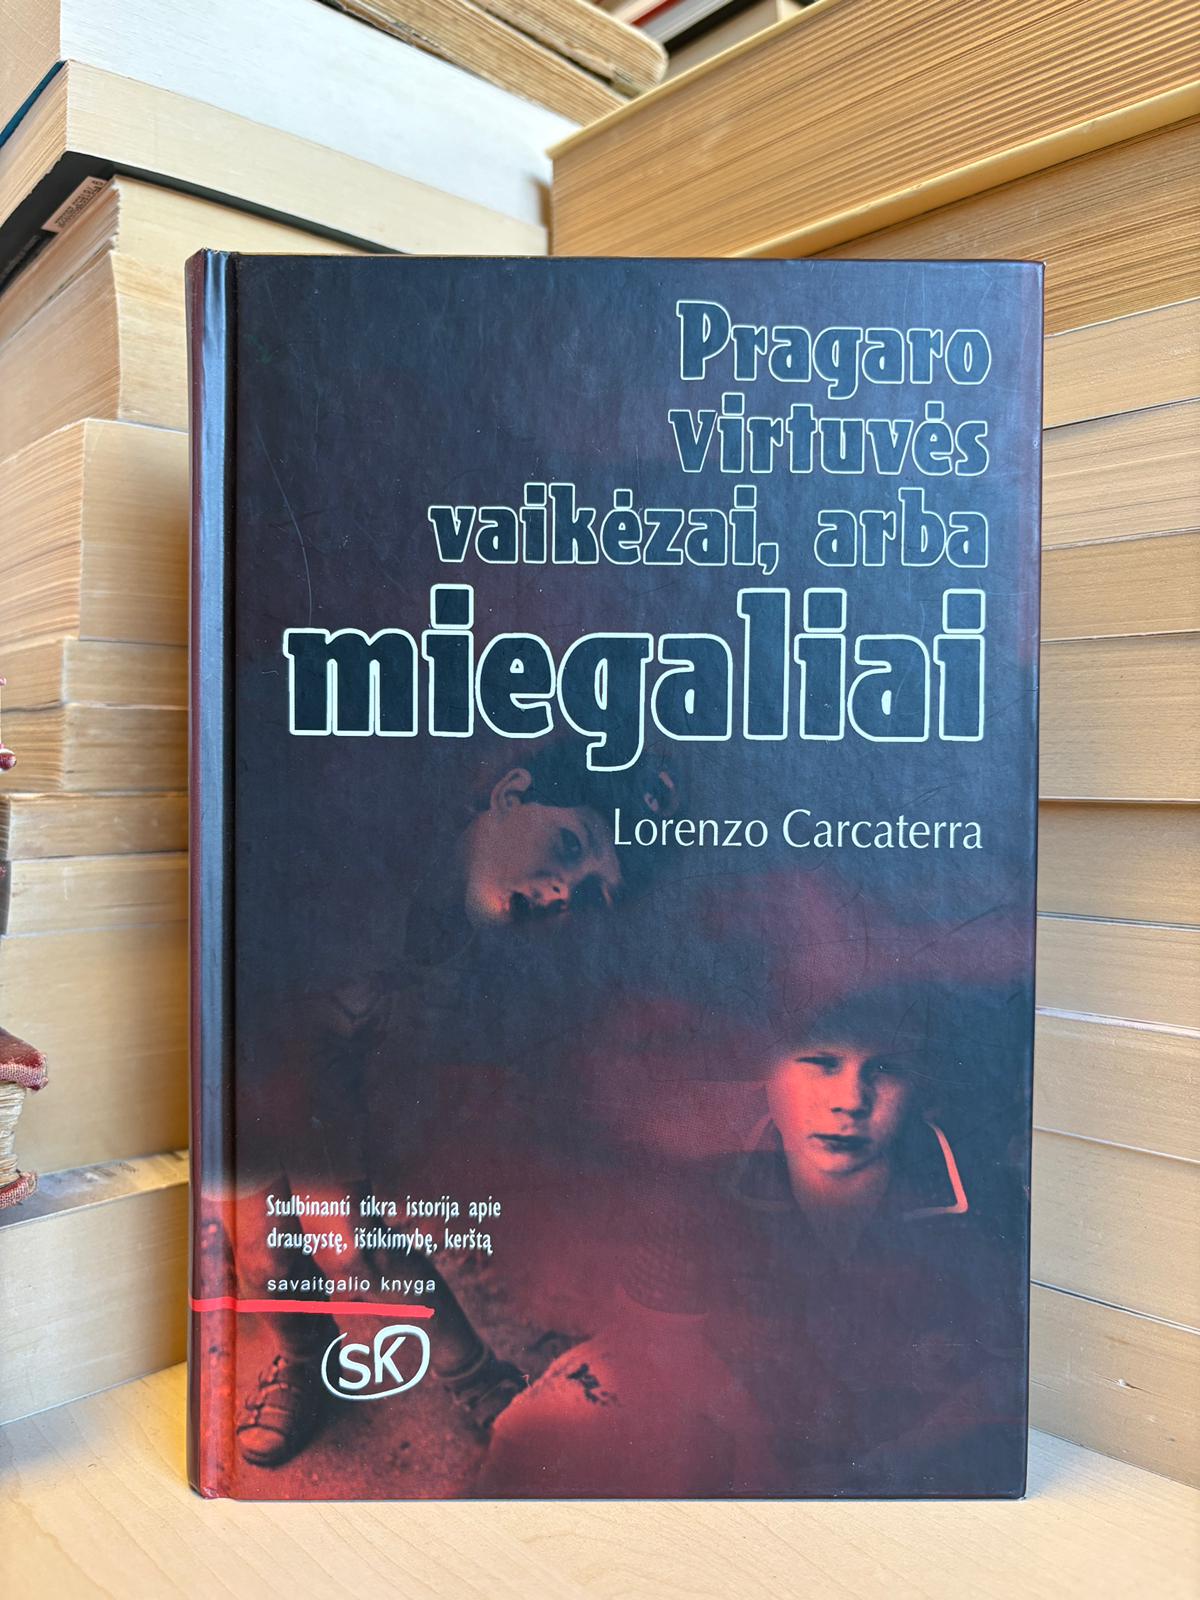 Pragaro
virtuvės
vaikėzai, arba
miegaliai
Lorenzo Carcaterra
Stulbinanti tikra istorija apie
draugystę, ištikimybę, kerštą
savaitgalio knyga
SK